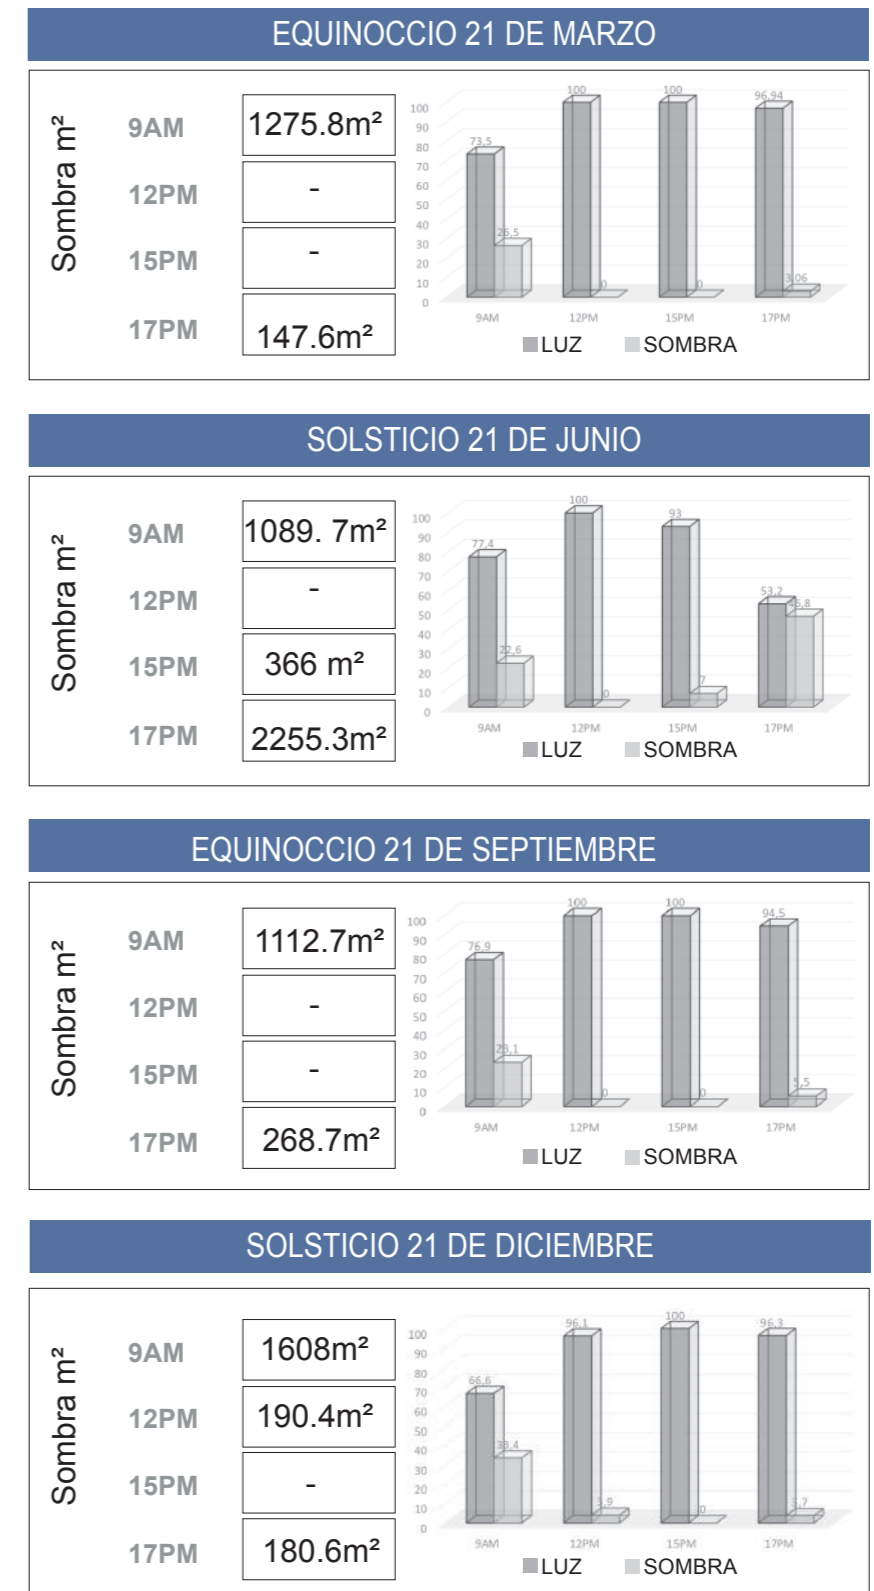 EQUINOCCIO 21 DE MARZO
Sombra m²
9AM 1275.8m²
12PM -
15PM -
17PM 147.6m²
100
90
80
70
60
50
40
30
20
10
0
73,5
26,5
100
0
100
0
96,94
3,06
9AM 12PM 15PM 17PM
LUZ SOMBRA
SOLSTICIO 21 DE JUNIO
Sombra m²
9AM 1089. 7m²
12PM -
15PM 366 m²
17PM 2255.3m²
100
90
80
70
60
50
40
30
20
10
0
77,4
22,6
100
0
93
7
53,2
46,8
9AM 12PM 15PM 17PM
LUZ SOMBRA
EQUINOCCIO 21 DE SEPTIEMBRE
Sombra m²
9AM 1112.7m²
12PM -
15PM -
17PM 268.7m²
100
90
80
70
60
50
40
30
20
10
0
76,9
23,1
100
0
100
0
94,5
5,5
9AM 12PM 15PM 17PM
LUZ SOMBRA
SOLSTICIO 21 DE DICIEMBRE
Sombra m²
9AM 1608m²
12PM 190.4m²
15PM -
17PM 180.6m²
100
90
80
70
60
50
40
30
20
10
0
66,6
33,4
96,1
3,9
100
0
96,3
3,7
9AM 12PM 15PM 17PM
LUZ SOMBRA